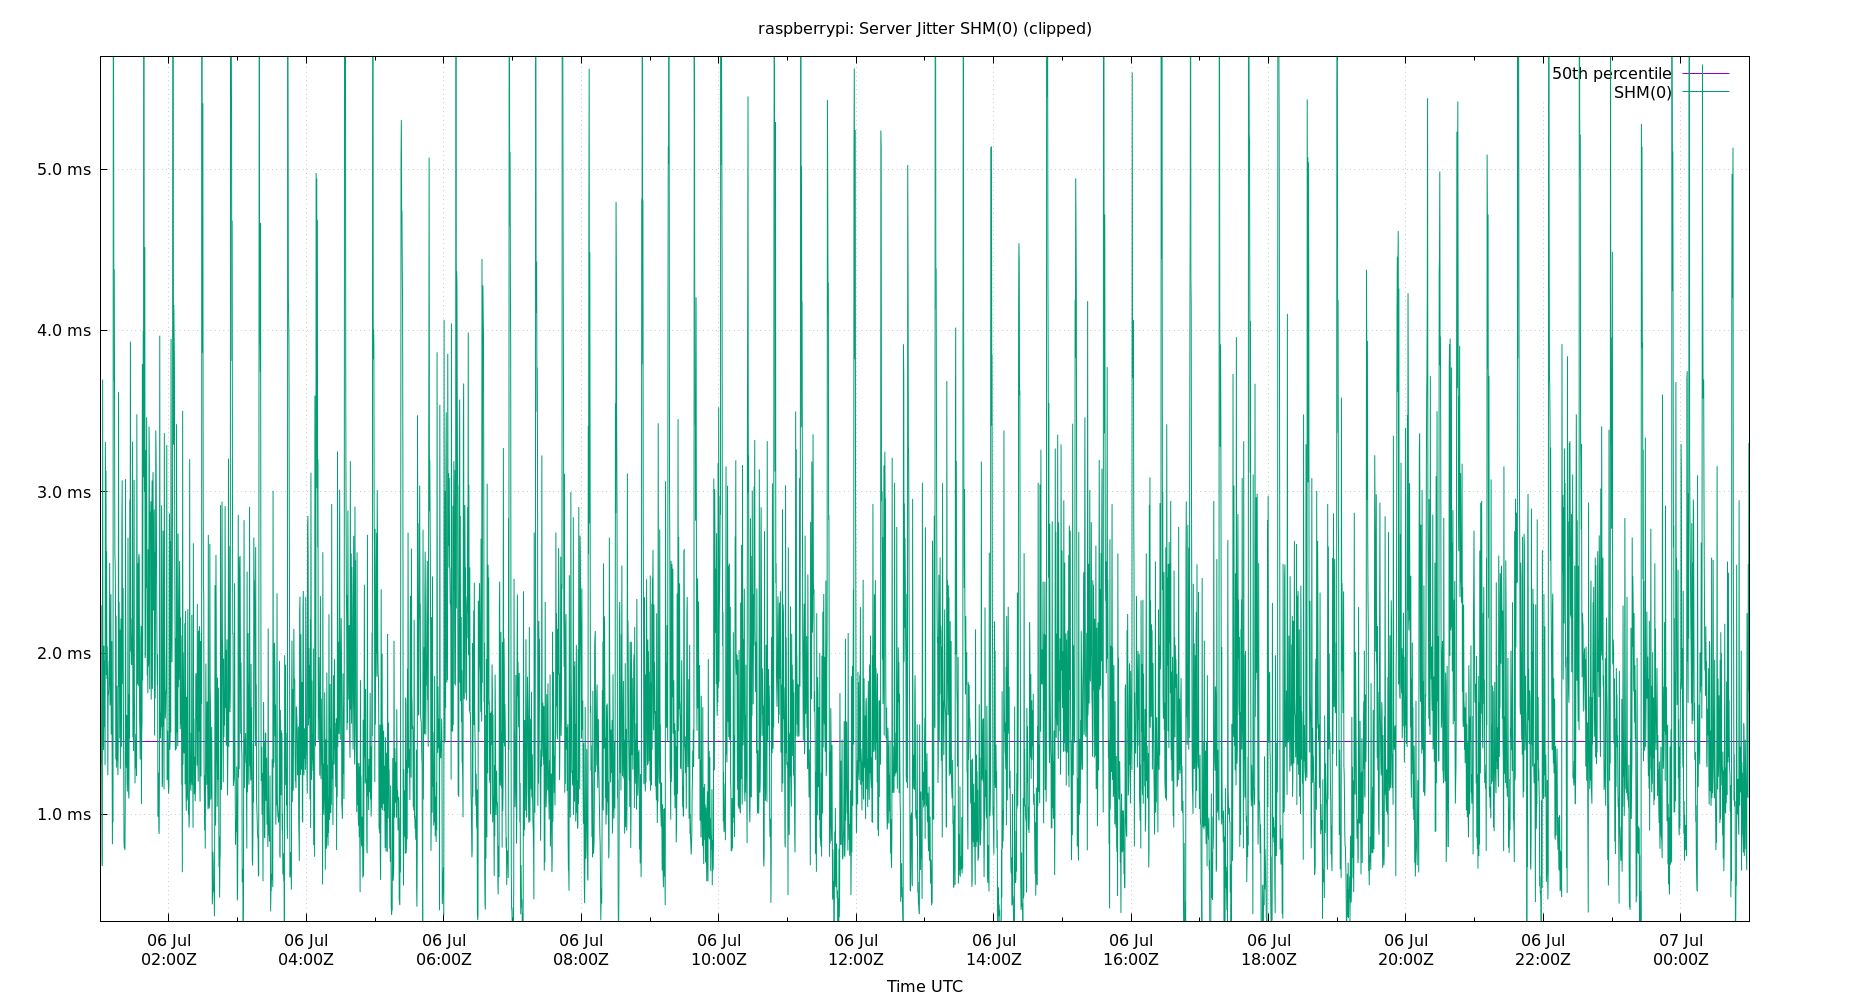 raspberrypi: Server Jitter SHM(0) (clipped)
50th percentile
SHM(0)
5.0 ms
4.0 ms
3.0 ms
2.0 ms
1.0 ms
06 Jul 06 Jul 06 Jul 06 Jul 06 Jul 06 Jul 06 Jul 06 Jul 06 Jul 06 Jul 06 Jul 07 Jul
02:00Z 04:00Z 06:00Z 08:00Z 10:00Z 12:00Z 14:00Z 16:00Z 18:00Z 20:00Z 22:00Z 00:00Z
Time UTC